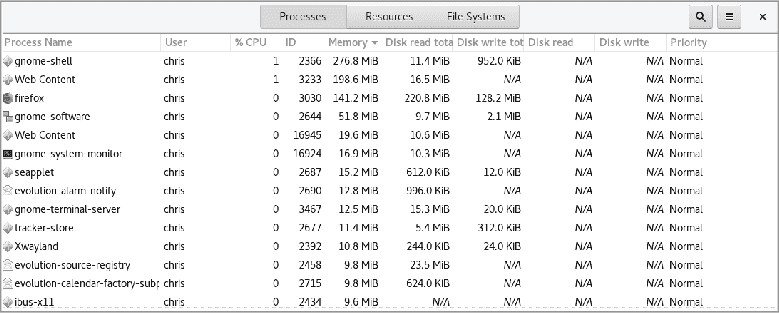 Processes Resources File Systems
Process Name User % CPU ID Memory Disk read tota Disk write tot Disk read Disk write Priority
gnome-shell chris 1 2366 276.8 MiB 11.4 MiB 952.0 KiB N/A N/A Normal
Web Content chris 1 3233 198.6 MiB 16.5 MiB N/A N/A N/A Normal
firefox chris 0 3030 141.2 MiB 220.8 MiB 128.2 MiB N/A N/A Normal
gnome-software chris 0 2644 51.8 MiB 9.7 MiB 2.1 MiB N/A N/A Normal
Web Content chris 0 16945 19.6 MiB 10.6 MiB N/A N/A N/A Normal
gnome-system-monitor chris 0 16924 16.9 MiB 10.3 MiB N/A N/A N/A Normal
seapplet chris 0 2687 15.2 MiB 612.0 KiB 12.0 KiB N/A N/A Normal
evolution-alarm-notify chris 0 2690 12.8 MiB 996.0 KiB N/A N/A N/A Normal
gnome-terminal-server chris 0 3467 12.5 MiB 15.3 MiB 20.0 KiB N/A N/A Normal
tracker-store chris 0 2677 11.4 MiB 5.4 MiB 312.0 KiB N/A N/A Normal
Xwayland chris 0 2392 10.8 MiB 244.0 KiB 24.0 KiB N/A N/A Normal
evolution-source-registry chris 0 2458 9.8 MiB 23.5 MiB N/A N/A N/A Normal
evolution-calendar-factory-subp chris 0 2715 9.8 MiB 624.0 KiB N/A N/A N/A Normal
ibus-x11 chris 0 2434 9.6 MiB N/A N/A N/A N/A Normal